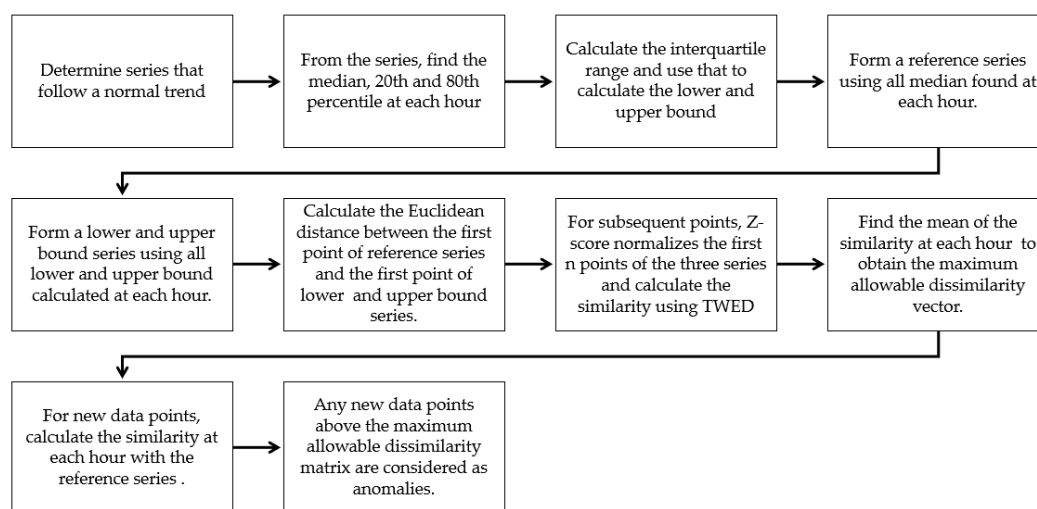 Determine series that
follow a normal trend
From the series, find the
median, 20th and 80th
percentile at each hour
Calculate the interquartile
range and use that to
calculate the lower and
upper bound
Form a reference series
using all median found at
each hour.
Form a lower and upper
bound series using all
lower and upper bound
calculated at each hour.
Calculate the Euclidean
distance between the first
point of reference series
and the first point of
lower and upper bound
series.
For subsequent points, Z-
score normalizes the first
n points of the three series
and calculate the
similarity using TWED
Find the mean of the
similarity at each hour to
obtain the maximum
allowable dissimilarity
vector.
For new data points,
calculate the similarity at
each hour with the
reference series .
Any new data points
above the maximum
allowable dissimilarity
matrix are considered as
anomalies.